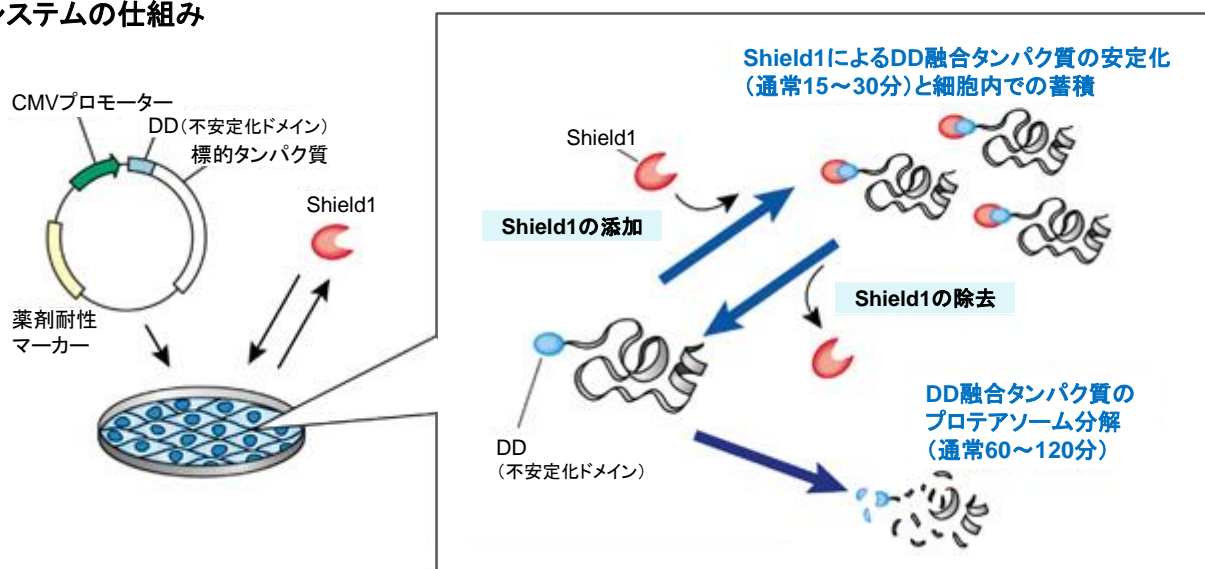 ステムの仕組み
CMVプロモーター
DD（不安定化ドメイン）
標的タンパク質
Shield1
薬剤耐性
マーカー
Shield1によるDD融合タンパク質の安定化
（通常15～30分）と細胞内での蓄積
Shield1
Shield1の添加
Shield1の除去
DD
（不安定化ドメイン）
DD融合タンパク質の
プロテアソーム分解
（通常60～120分）